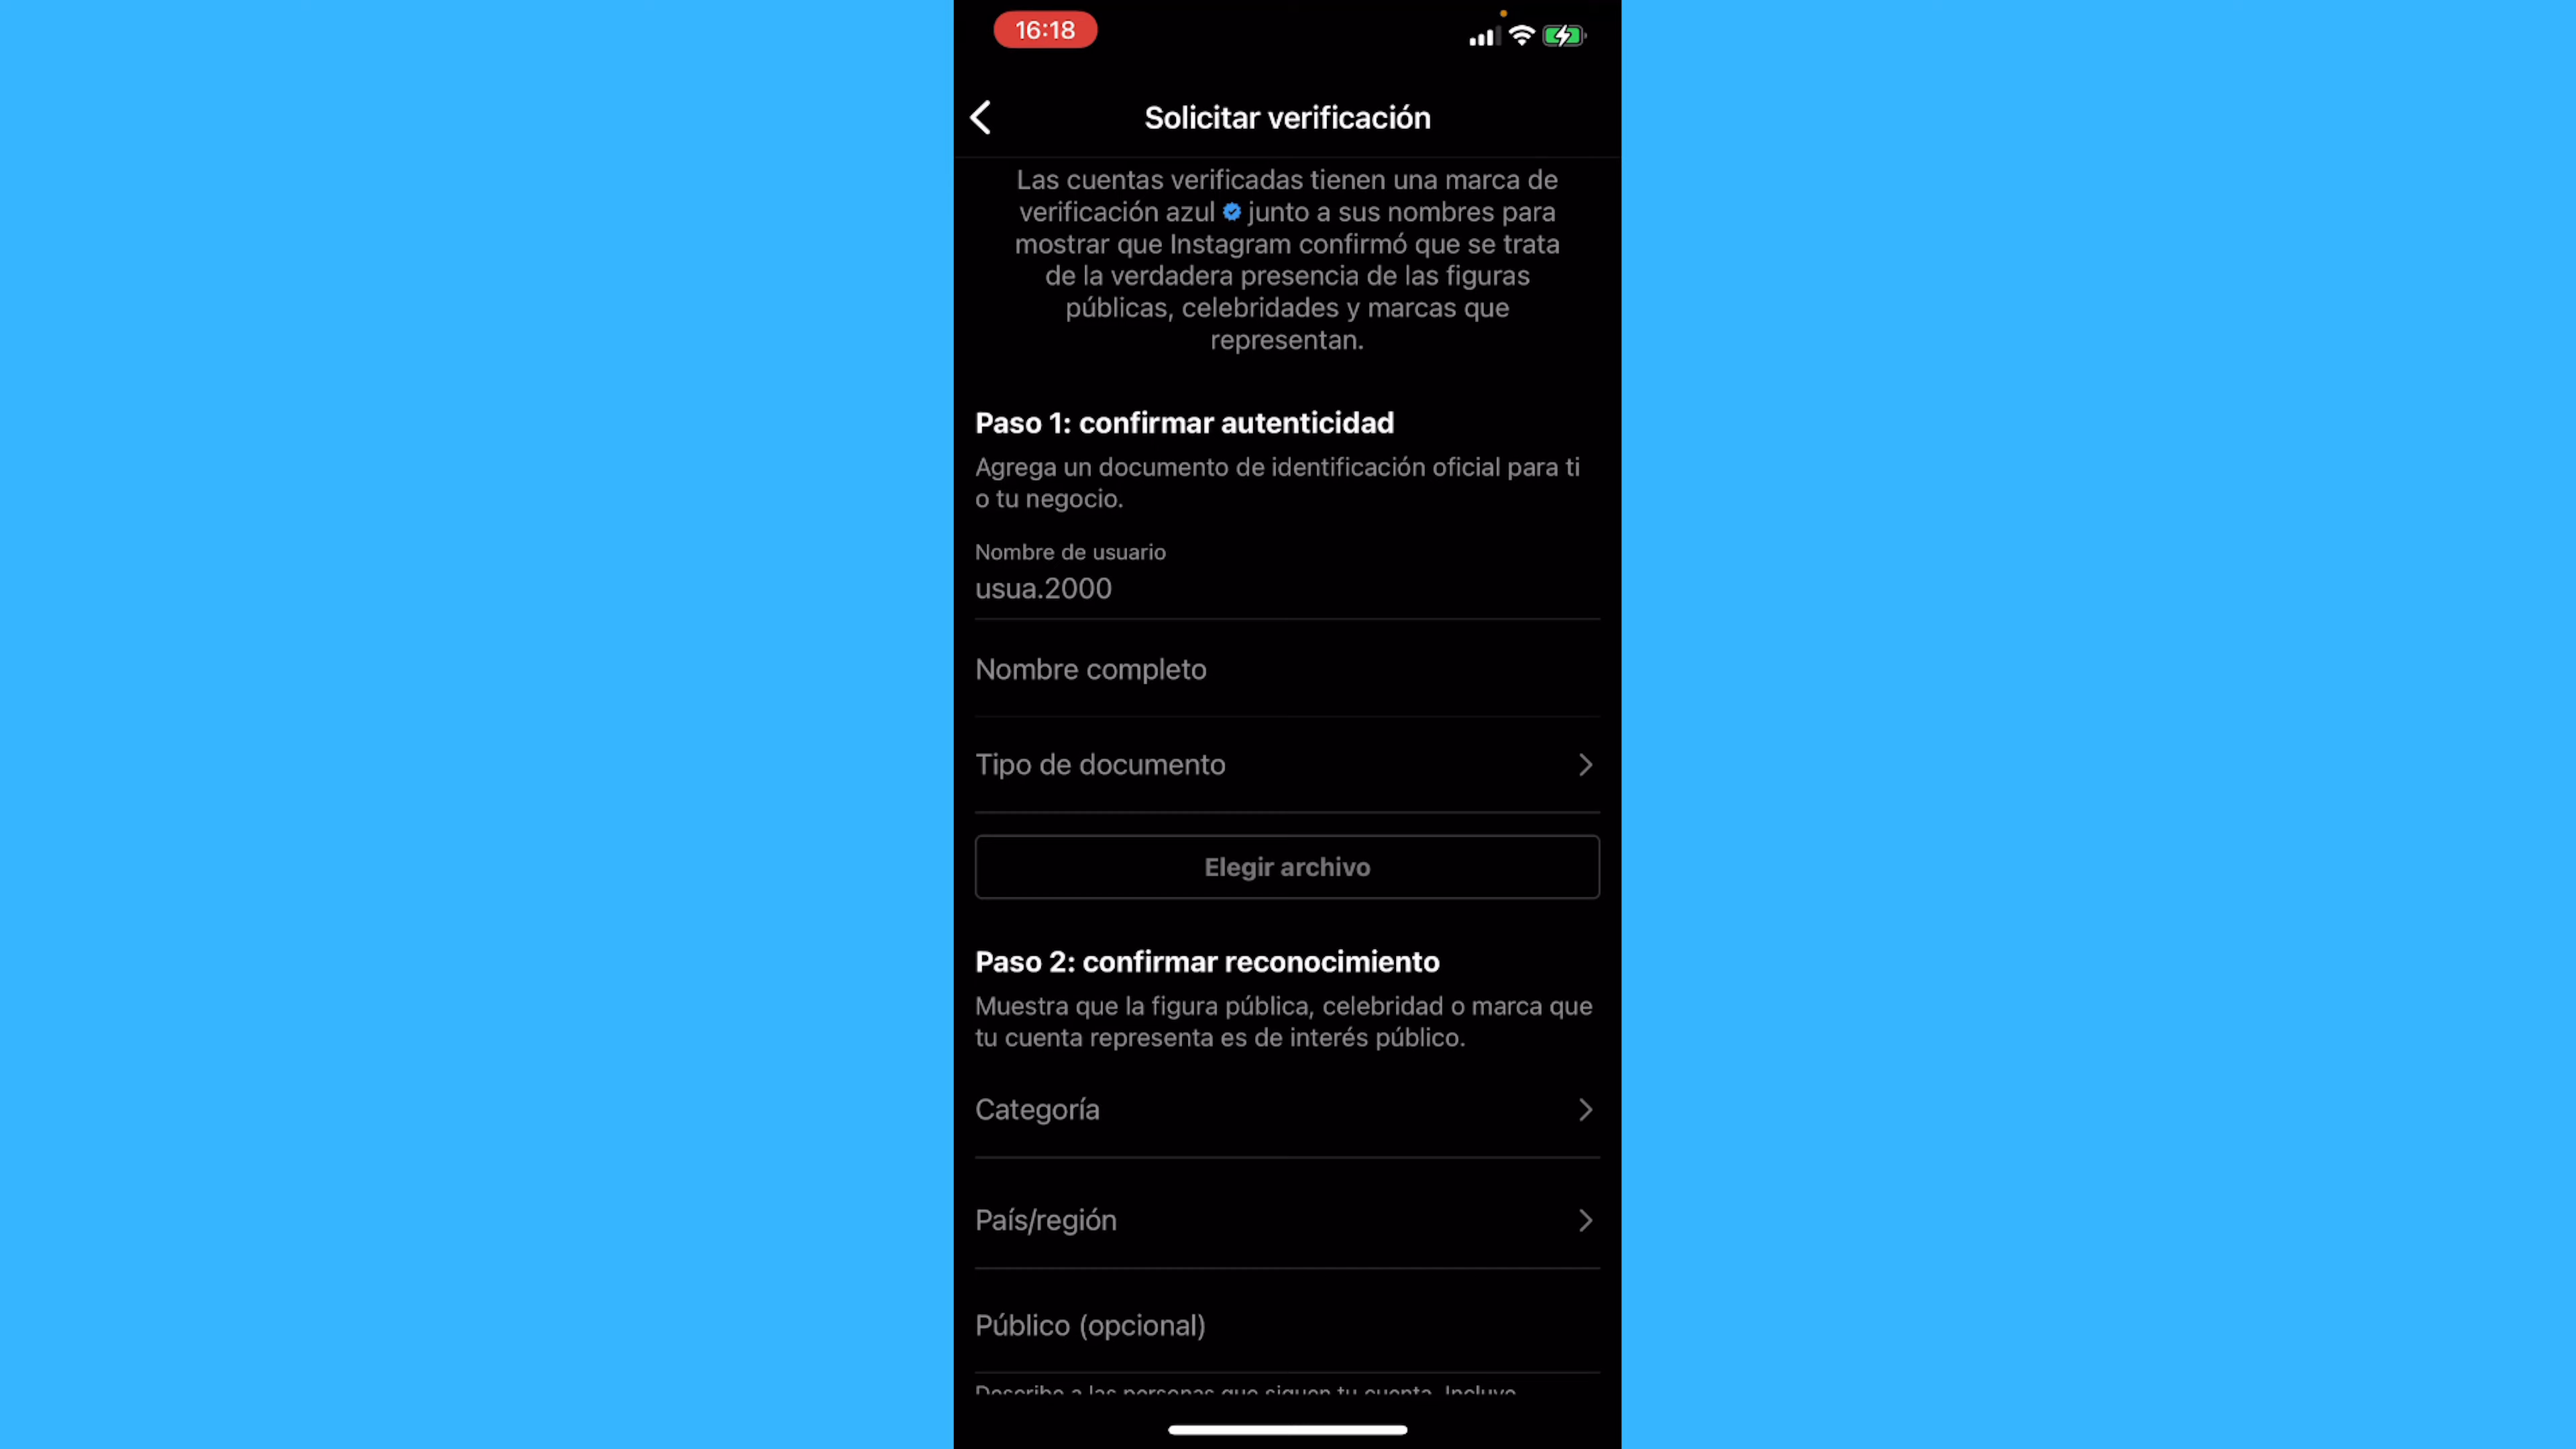 16:18
Solicitar verificación
Las cuentas verificadas tienen una marca de
verificación azul junto a sus nombres para
mostrar que Instagram confirmó que se trata
de la verdadera presencia de las figuras
públicas, celebridades y marcas que
representan.
Paso 1: confirmar autenticidad
Agrega un documento de identificación oficial para ti
o tu negocio.
Nombre de usuario
usua.2000
Nombre completo
Tipo de documento
Elegir archivo
Paso 2: confirmar reconocimiento
Muestra que la figura pública, celebridad o marca que
tu cuenta representa es de interés público.
Categoría
País/región
Público (opcional)
Describe a las personas que siguen tu cuenta. Incluye